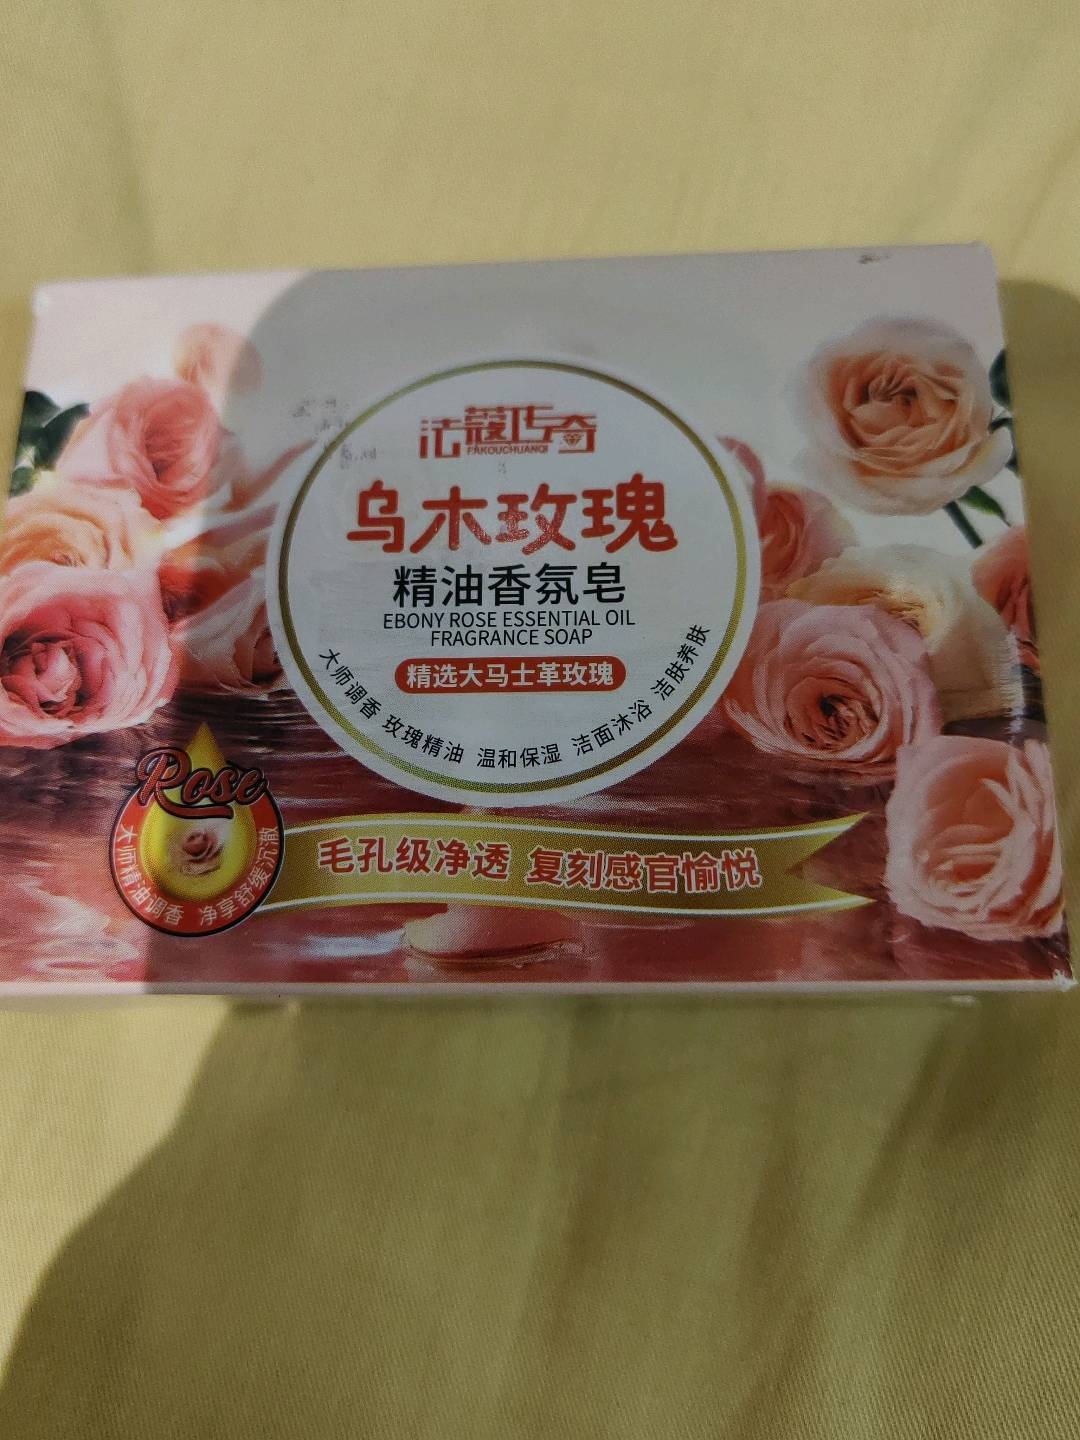 法蔻传奇
FAKOUCHUANQI
乌木玫瑰
精油香氛皂
EBONY ROSE ESSENTIAL OIL
FRAGRANCE SOAP
精选大马士革玫瑰
大师调香 玫瑰精油 温和保湿 洁面沐浴 洁肤养肤
Rose
大师精油调香 净享舒缓沉澈
毛孔级净透 复刻感官愉悦